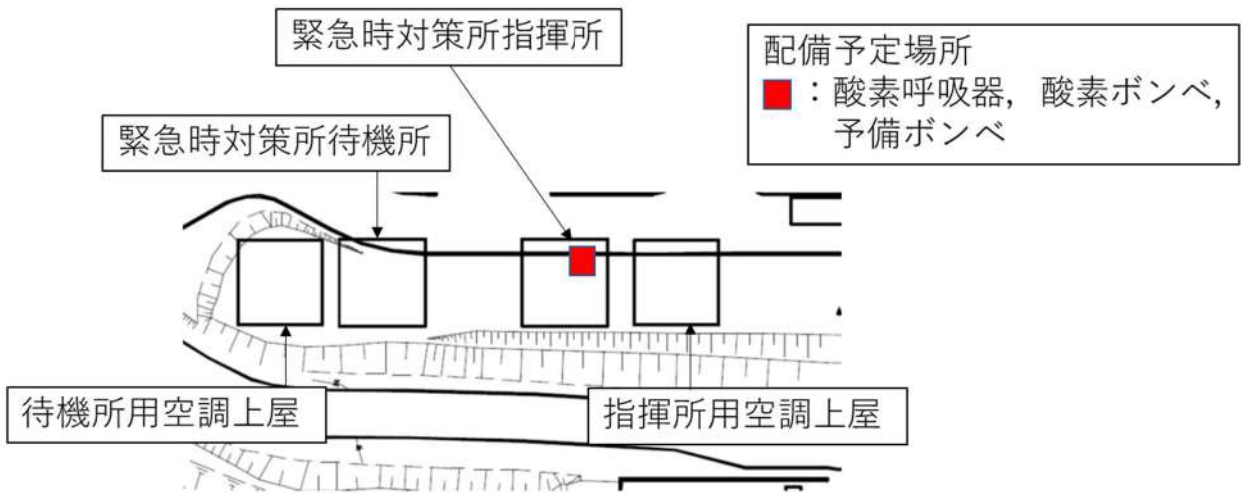 緊急時対策所指揮所
配備予定場所
：酸素呼吸器，酸素ボンベ，
予備ボンベ
緊急時対策所待機所
待機所用空調上屋
指揮所用空調上屋